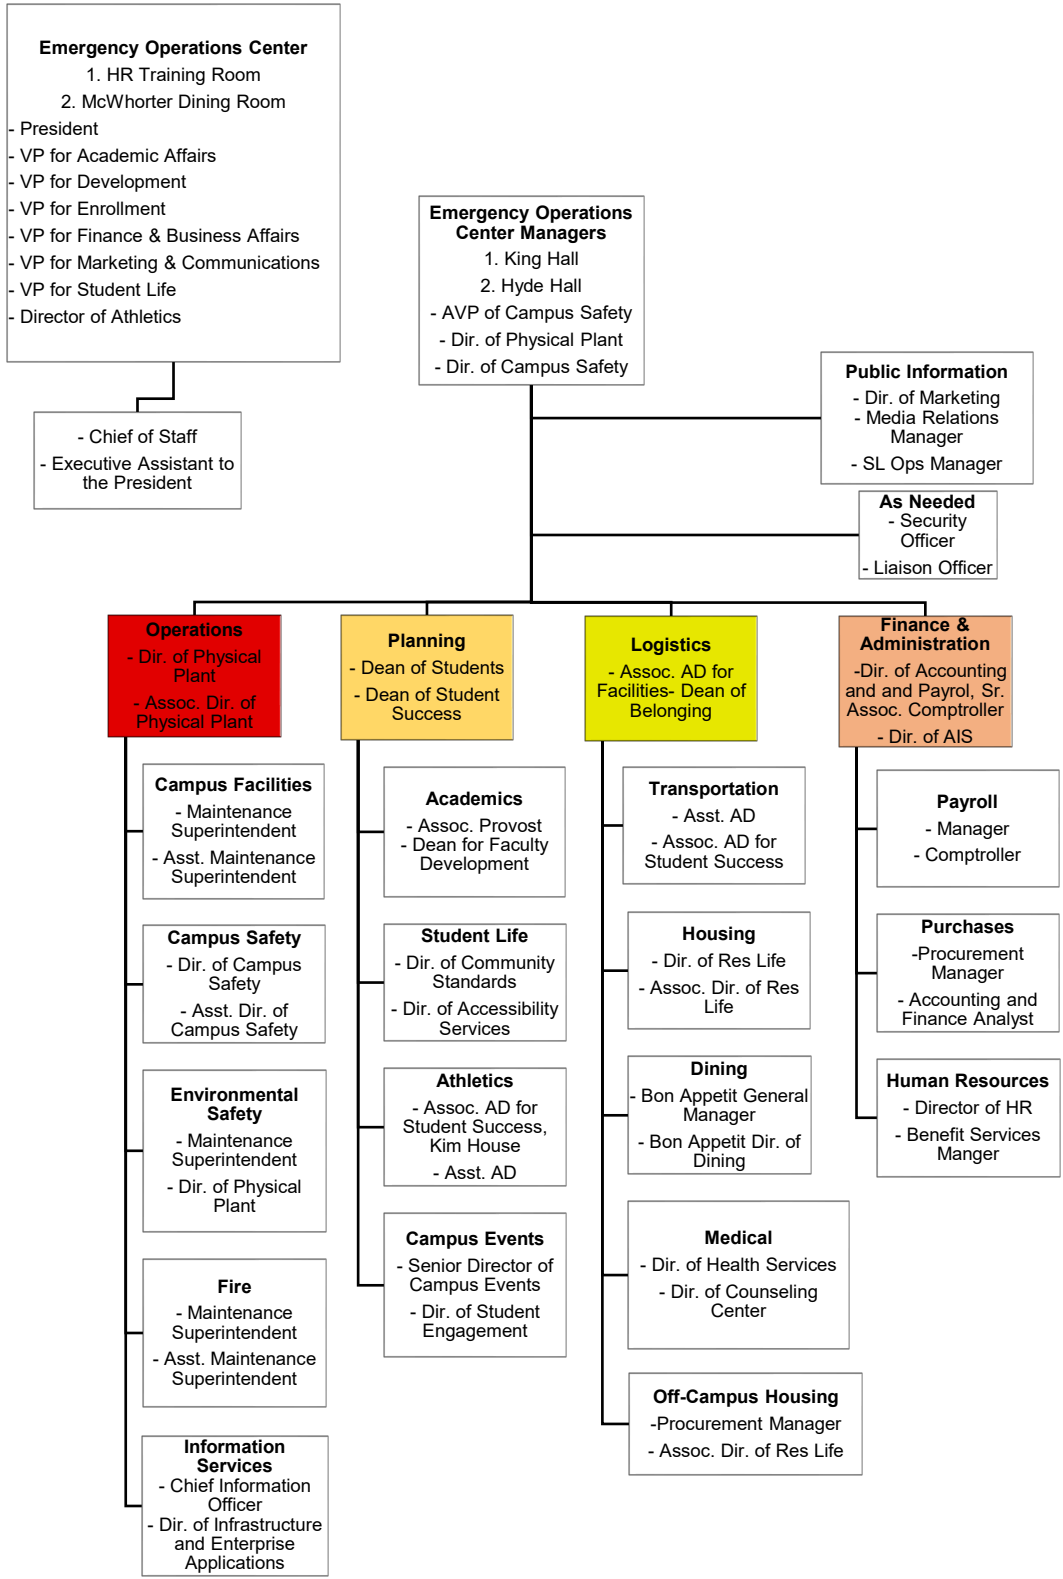 Emergency Operations Center
1. HR Training Room
2. McWhorter Dining Room
- President
- VP for Academic Affairs
- VP for Development
- VP for Enrollment
- VP for Finance & Business Affairs
- VP for Marketing & Communications
- VP for Student Life
- Director of Athletics
- Chief of Staff
- Executive Assistant to
the President
Emergency Operations
Center Managers
1. King Hall
2. Hyde Hall
- AVP of Campus Safety
- Dir. of Physical Plant
- Dir. of Campus Safety
Public Information
- Dir. of Marketing
- Media Relations
Manager
- SL Ops Manager
As Needed
- Security
Officer
- Liaison Officer
Operations
- Dir. of Physical
Plant
- Assoc. Dir. of
Physical Plant
Campus Facilities
- Maintenance
Superintendent
- Asst. Maintenance
Superintendent
Campus Safety
- Dir. of Campus
Safety
- Asst. Dir. of
Campus Safety
Environmental
Safety
- Maintenance
Superintendent
- Dir. of Physical
Plant
Fire
- Maintenance
Superintendent
- Asst. Maintenance
Superintendent
Information
Services
- Chief Information
Officer
- Dir. of Infrastructure
and Enterprise
Applications
Planning
- Dean of Students
- Dean of Student
Success
Academics
- Assoc. Provost
- Dean for Faculty
Development
Student Life
- Dir. of Community
Standards
- Dir. of Accessibility
Services
Athletics
- Assoc. AD for
Student Success,
Kim House
- Asst. AD
Campus Events
- Senior Director of
Campus Events
- Dir. of Student
Engagement
Logistics
- Assoc. AD for
Facilities- Dean of
Belonging
Transportation
- Asst. AD
- Assoc. AD for
Student Success
Housing
- Dir. of Res Life
- Assoc. Dir. of Res
Life
Dining
- Bon Appetit General
Manager
- Bon Appetit Dir. of
Dining
Medical
- Dir. of Health Services
- Dir. of Counseling
Center
Off-Campus Housing
-Procurement Manager
- Assoc. Dir. of Res Life
Finance &
Administration
-Dir. of Accounting
and and Payrol, Sr.
Assoc. Comptroller
- Dir. of AIS
Payroll
- Manager
- Comptroller
Purchases
-Procurement
Manager
- Accounting and
Finance Analyst
Human Resources
- Director of HR
- Benefit Services
Manger